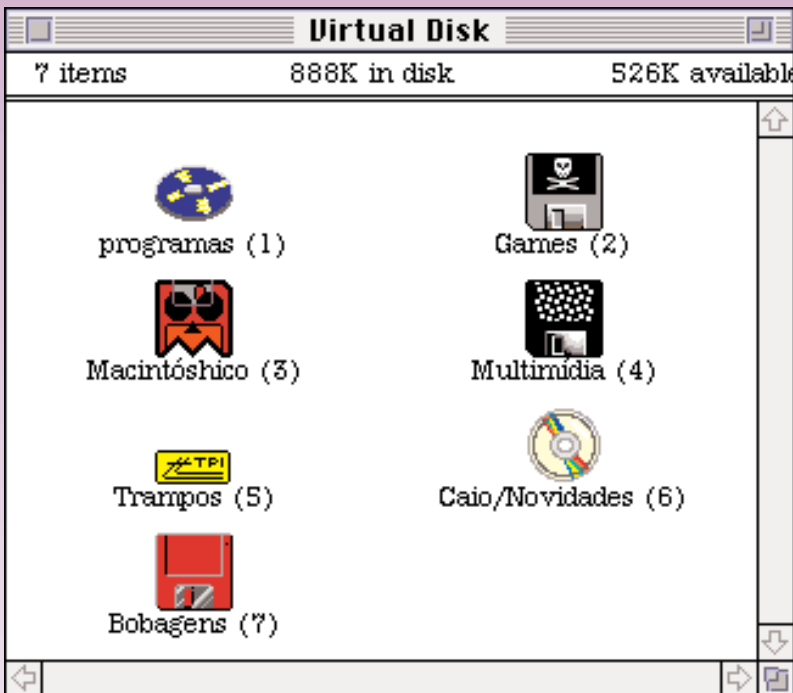 Virtual Disk
7 items 888K in disk 526K available
programas (1) Games (2)
Macintóshico (3) Multimídia (4)
TPI
Trampos (5) Caio/Novidades (6)
Bobagens (7)